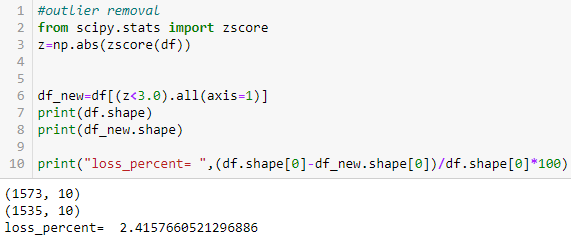 1 #outlier removal
2 from scipy.stats import zscore
3 z=np.abs(zscore(df))
4
5
6 df_new=df[(z<3.0).all(axis=1)]
7 print(df.shape)
8 print(df_new.shape)
9
10 print("loss_percent= ",(df.shape[0]-df_new.shape[0])/df.shape[0]*100)
(1573, 10)
(1535, 10)
loss_percent=  2.4157660521296886